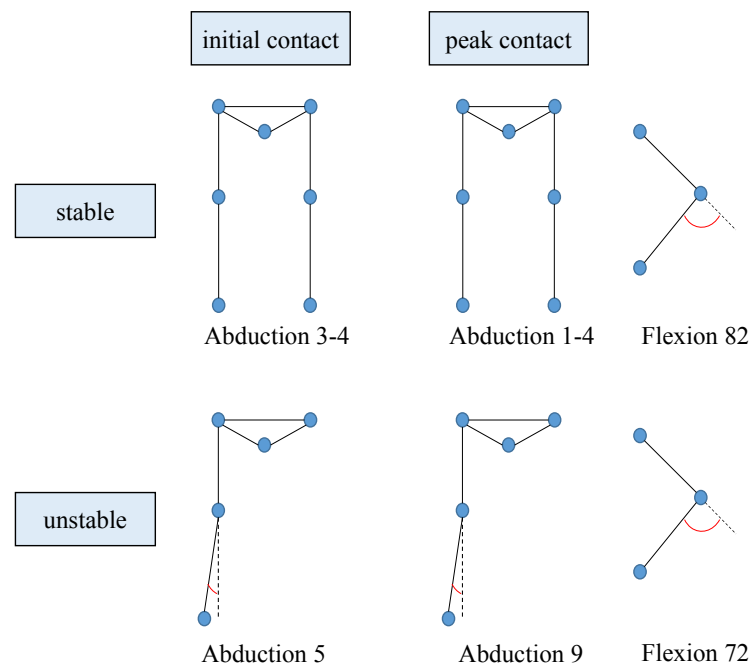 initial contact
peak contact
stable
Abduction 3-4
Abduction 1-4
Flexion 82
unstable
Abduction 5
Abduction 9
Flexion 72